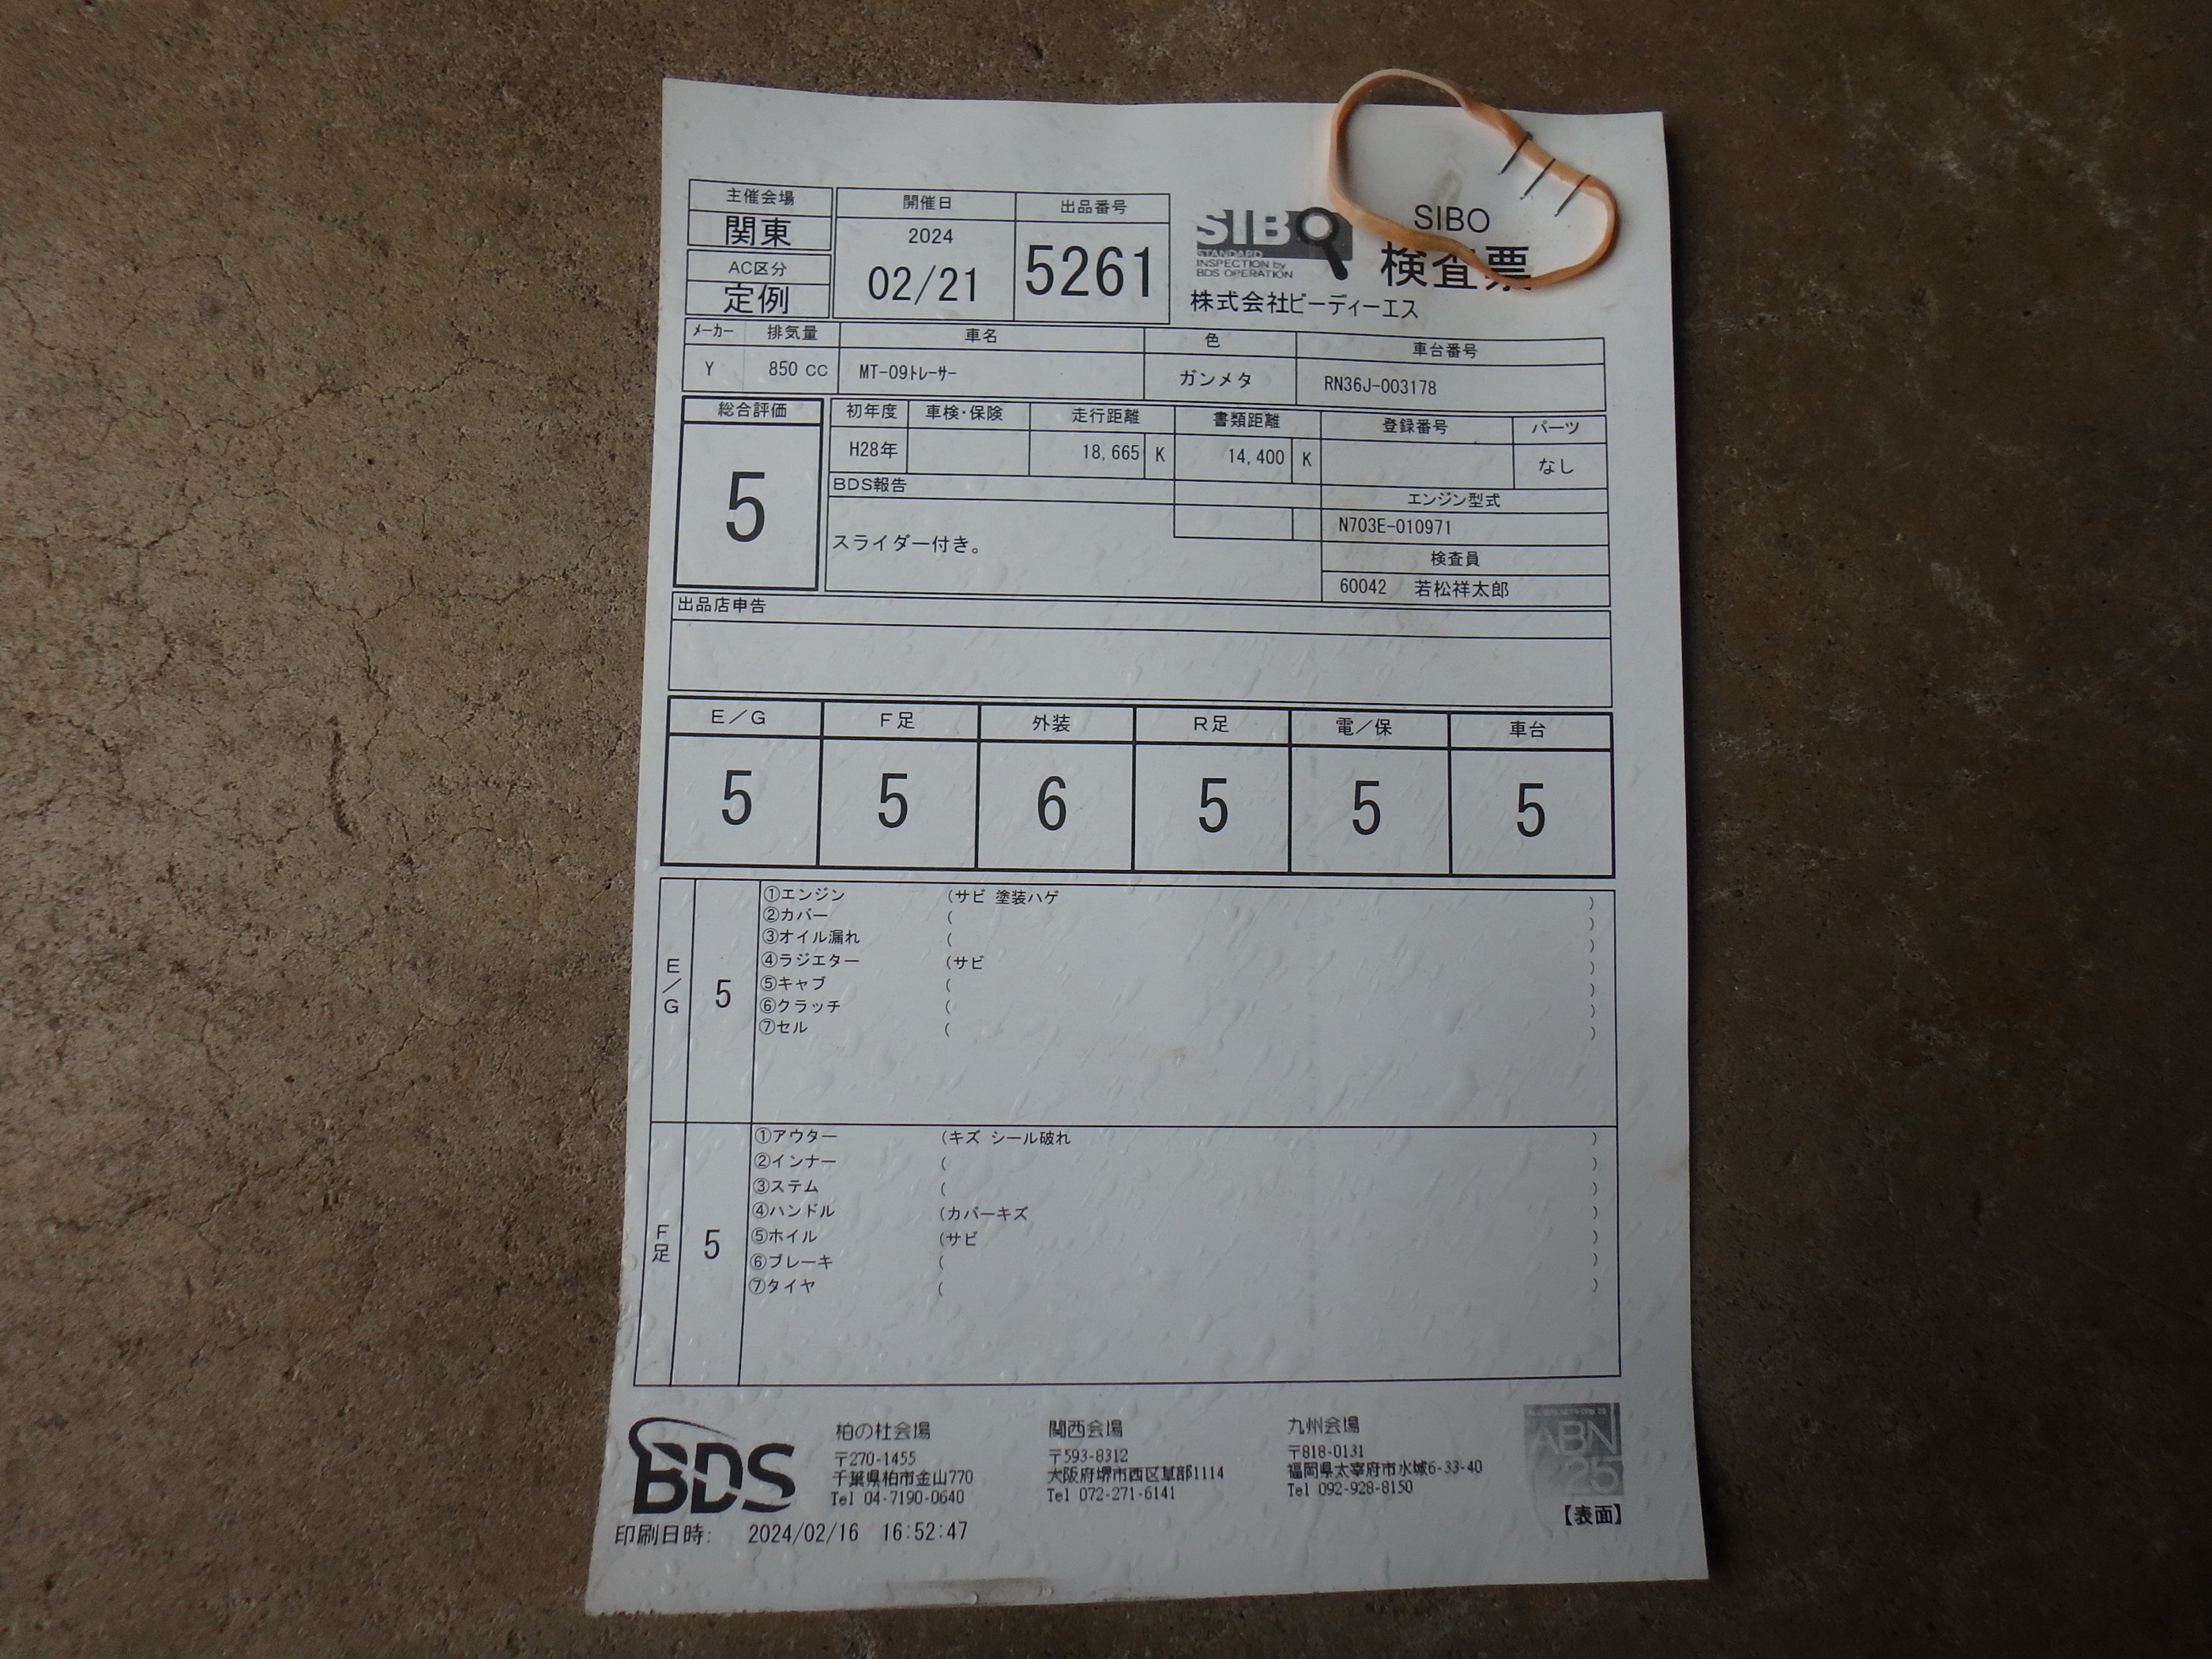 主催会場 開催日 出品番号
関東 2024 02/21 5261
AC区分
定例
SIBO
STANDARD
INSPECTION by
BDS OPERATION
SIBO
検査票
株式会社ビーディーエス
ﾒｰｶｰ 排気量 車名 色 車台番号
Y 850 CC MT-09ﾄﾚｰｻｰ ガンメタ RN36J-003178
総合評価 初年度 車検・保険 走行距離 書類距離 登録番号 パーツ
5 H28年 18,665 K 14,400 K なし
BDS報告 エンジン型式
N703E-010971
スライダー付き。
検査員
60042 若松祥太郎
出品店申告
E/G F足 外装 R足 電/保 車台
5 5 6 5 5 5
E/G 5
①エンジン (サビ 塗装ハゲ )
②カバー ( )
③オイル漏れ ( )
④ラジエター (サビ )
⑤キャブ ( )
⑥クラッチ ( )
⑦セル ( )
F足 5
①アウター (キズ シール破れ )
②インナー ( )
③ステム ( )
④ハンドル (カバーキズ )
⑤ホイル (サビ )
⑥ブレーキ ( )
⑦タイヤ ( )
BDS
柏の杜会場
〒270-1455
千葉県柏市金山770
Tel 04-7190-0640
関西会場
〒593-8312
大阪府堺市西区草部1114
Tel 072-271-6141
九州会場
〒818-0131
福岡県太宰府市水城6-33-40
Tel 092-928-8150
ABN
25
【表面】
印刷日時: 2024/02/16 16:52:47